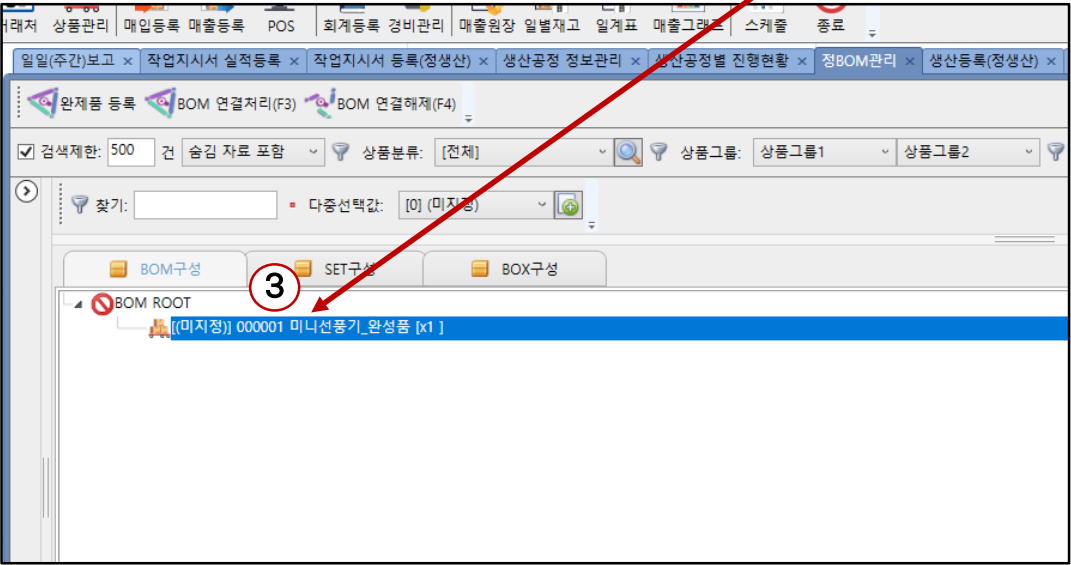 거래처 상품관리 매입등록 매출등록 POS 회계등록 경비관리 매출원장 일별재고 일계표 매출그래프 스케줄 종료
일일(주간)보고 × 작업지시서 실적등록 × 작업지시서 등록(정생산) × 생산공정 정보관리 × 생산공정별 진행현황 × 정BOM관리 × 생산등록(정생산) ×
완제품 등록 BOM 연결처리(F3) BOM 연결해제(F4)
검색제한: 500 건 숨김 자료 포함 상품분류: [전체] 상품그룹: 상품그룹1 상품그룹2
찾기: 다중선택값: [0] (미지정)
BOM구성 SET구성 BOX구성
③
BOM ROOT
[(미지정)] 000001 미니선풍기_완성품 [x1 ]